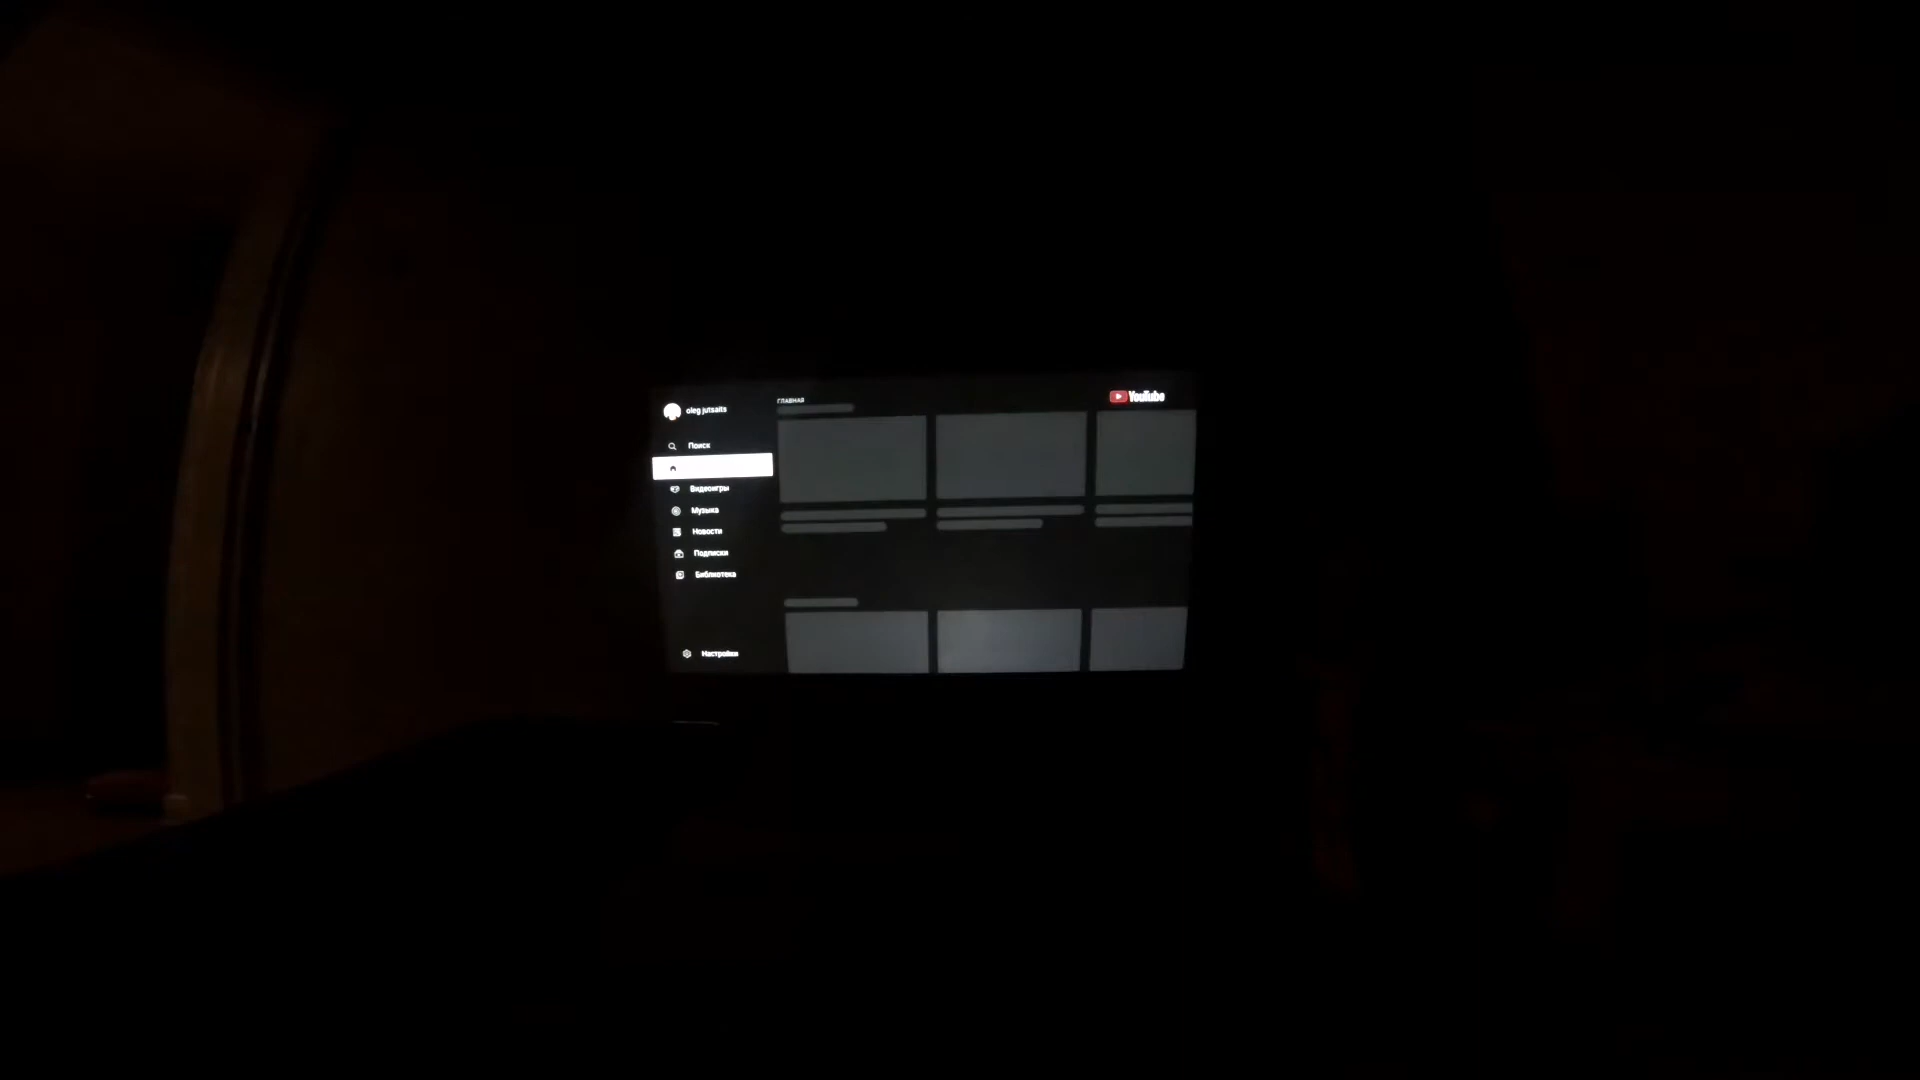 oleg jutsaits
ГЛАВНАЯ
YouTube
Поиск
Видеоигры
Музыка
Новости
Подписки
Библиотека
Настройки